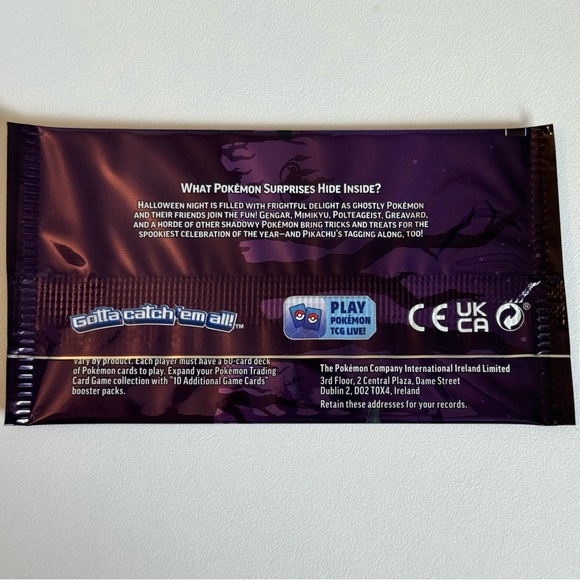 WHAT POKÉMON SURPRISES HIDE INSIDE?
HALLOWEEN NIGHT IS FILLED WITH FRIGHTFUL DELIGHT AS GHOSTLY POKÉMON
AND THEIR FRIENDS JOIN THE FUN! GENGAR, MIMIKYU, POLTEAGEIST, GREAVARD,
AND A HORDE OF OTHER SHADOWY POKÉMON BRING TRICKS AND TREATS FOR THE
SPOOKIEST CELEBRATION OF THE YEAR—AND PIKACHU'S TAGGING ALONG, TOO!
Gotta catch 'em all!™
PLAY
POKÉMON
TCG LIVE!
CE
UK
CA
vary by product. Each player must have a 60-card deck
of Pokémon cards to play. Expand your Pokémon Trading
Card Game collection with "10 Additional Game Cards"
booster packs.
The Pokémon Company International Ireland Limited
3rd Floor, 2 Central Plaza, Dame Street
Dublin 2, D02 T0X4, Ireland
Retain these addresses for your records.